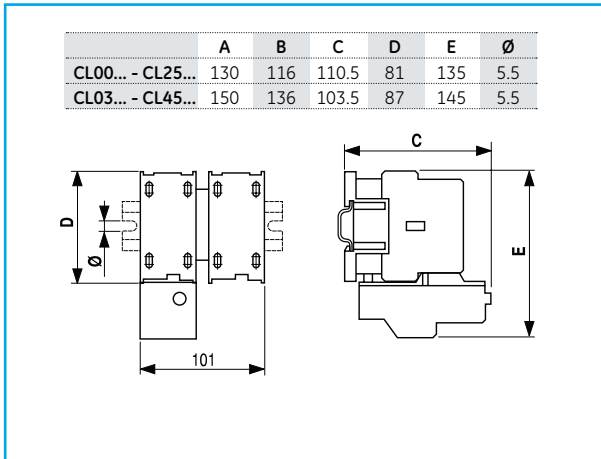 A B C D E Ø
CL00... - CL25... 130 116 110.5 81 135 5.5
CL03... - CL45... 150 136 103.5 87 145 5.5
C
D
Ø
E
101